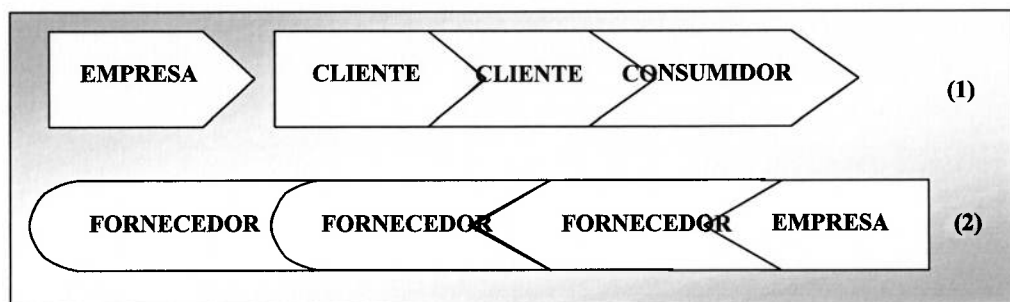 EMPRESA CLIENTE CLIENTE CONSUMIDOR (1)
FORNECEDOR FORNECEDOR FORNECEDOR EMPRESA (2)